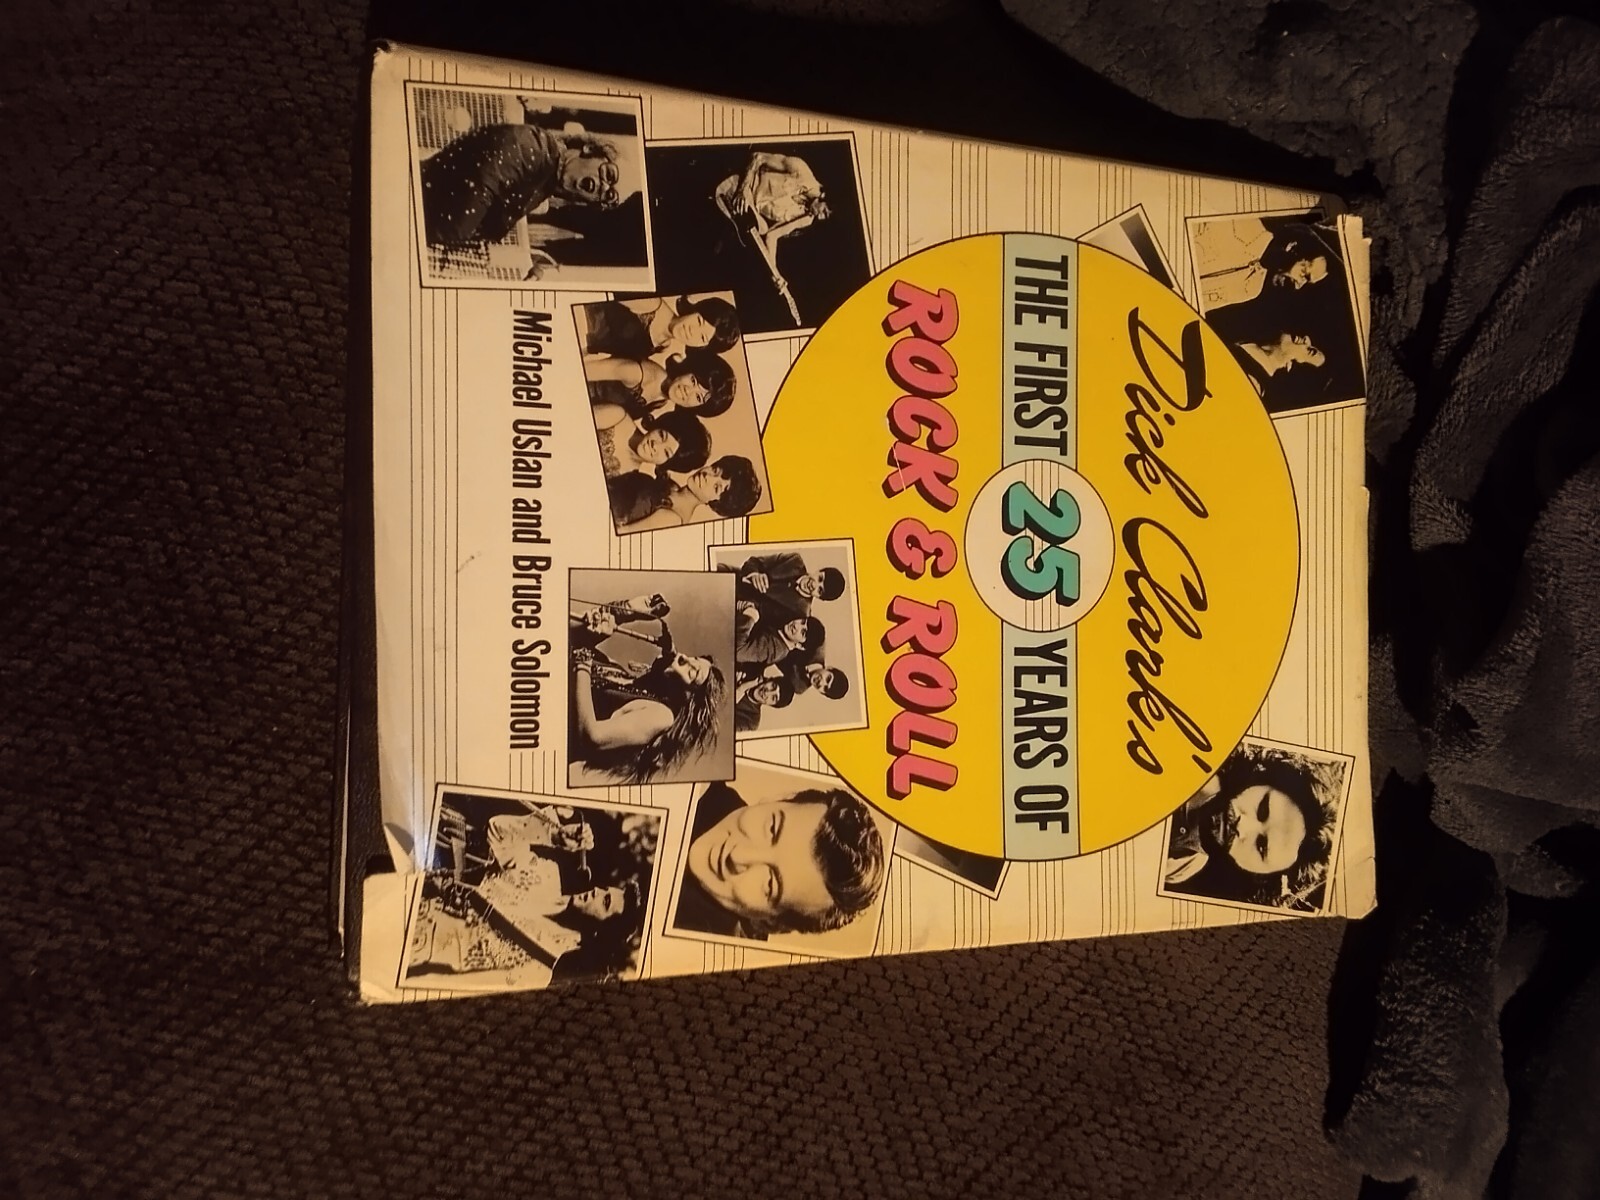 Dick Clark's
THE FIRST 25 YEARS OF
ROCK & ROLL
Michael Uslan and Bruce Solomon